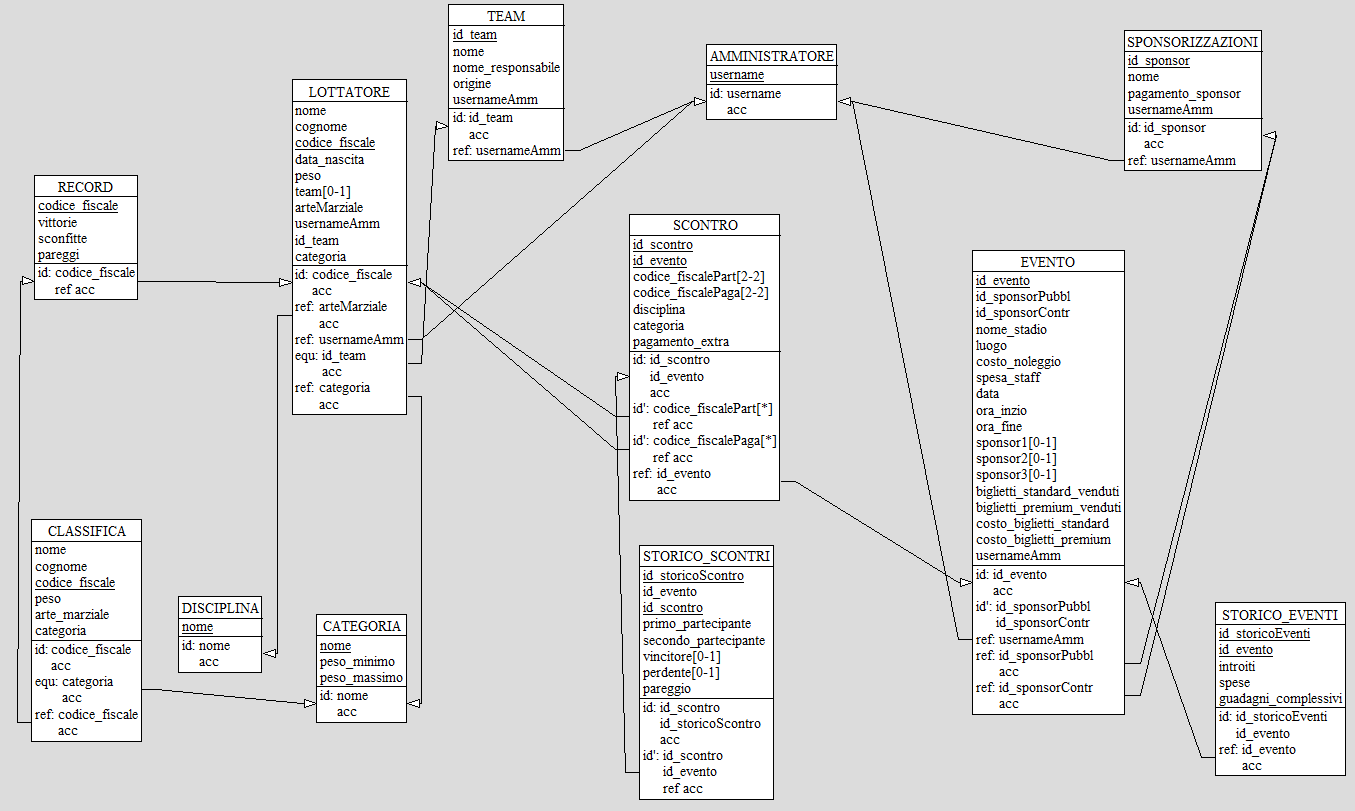 TEAM
id_team
nome
nome_responsabile
origine
usernameAmm
id: id_team
acc
ref: usernameAmm
AMMINISTRATORE
username
id: username
acc
SPONSORIZZAZIONI
id_sponsor
nome
pagamento_sponsor
usernameAmm
id: id_sponsor
acc
ref: usernameAmm
LOTTATORE
nome
cognome
codice_fiscale
data_nascita
peso
team[0-1]
arteMarziale
usernameAmm
id_team
categoria
id: codice_fiscale
acc
ref: arteMarziale
acc
ref: usernameAmm
equ: id_team
acc
ref: categoria
acc
RECORD
codice_fiscale
vittorie
sconfitte
pareggi
id: codice_fiscale
ref acc
SCONTRO
id_scontro
id_evento
codice_fiscalePart[2-2]
codice_fiscalePaga[2-2]
disciplina
categoria
pagamento_extra
id: id_scontro
id_evento
acc
id': codice_fiscalePart[*]
ref acc
id': codice_fiscalePaga[*]
ref acc
ref: id_evento
acc
EVENTO
id_evento
id_sponsorPubbl
id_sponsorContr
nome_stadio
luogo
costo_noleggio
spesa_staff
data
ora_inzio
ora_fine
sponsor1[0-1]
sponsor2[0-1]
sponsor3[0-1]
biglietti_standard_venduti
biglietti_premium_venduti
costo_biglietti_standard
costo_biglietti_premium
usernameAmm
id: id_evento
acc
id': id_sponsorPubbl
id_sponsorContr
ref: usernameAmm
ref: id_sponsorPubbl
acc
ref: id_sponsorContr
acc
CLASSIFICA
nome
cognome
codice_fiscale
peso
arte_marziale
categoria
id: codice_fiscale
acc
equ: categoria
acc
ref: codice_fiscale
acc
DISCIPLINA
nome
id: nome
acc
CATEGORIA
nome
peso_minimo
peso_massimo
id: nome
acc
STORICO_SCONTRI
id_storicoScontro
id_evento
id_scontro
primo_partecipante
secondo_partecipante
vincitore[0-1]
perdente[0-1]
pareggio
id: id_scontro
id_storicoScontro
acc
id': id_scontro
id_evento
ref acc
STORICO_EVENTI
id_storicoEventi
id_evento
introiti
spese
guadagni_complessivi
id: id_storicoEventi
id_evento
ref: id_evento
acc